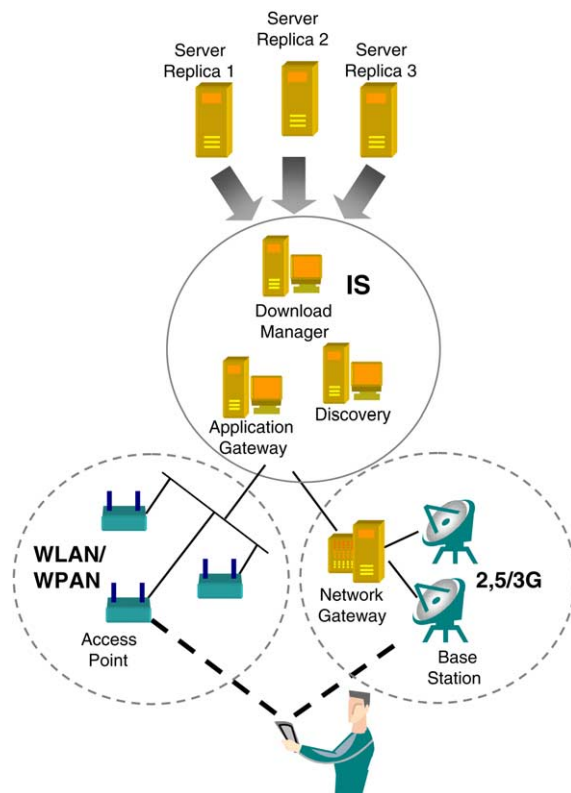 Server
Replica 1
Server
Replica 2
Server
Replica 3
IS
Download
Manager
Application
Gateway
Discovery
WLAN/
WPAN
Access
Point
Network
Gateway
2,5/3G
Base
Station